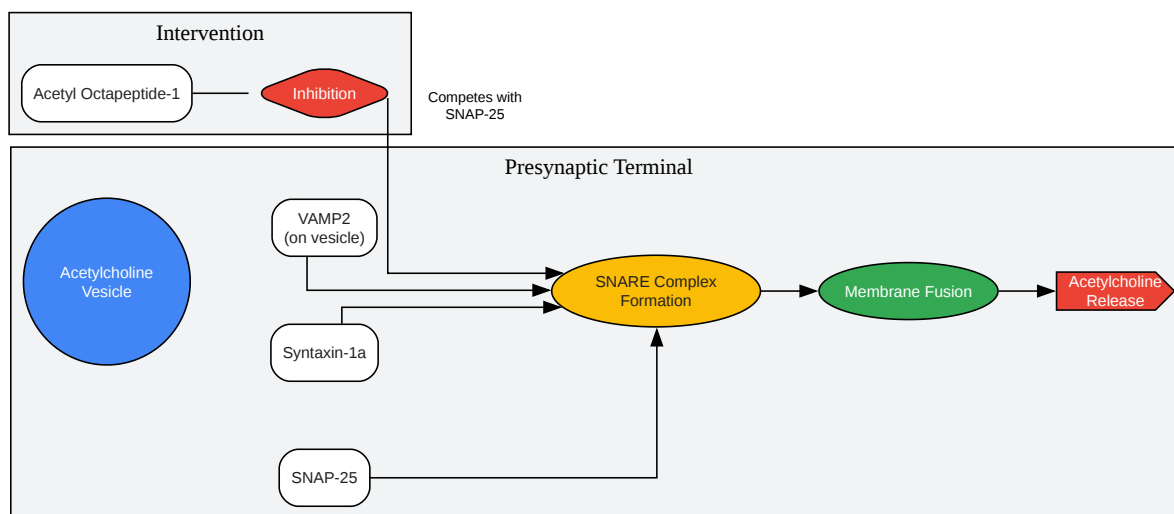 Intervention
Acetyl Octapeptide-1
Inhibition
Competes with
SNAP-25
Presynaptic Terminal
Acetylcholine
Vesicle
VAMP2
(on vesicle)
Syntaxin-1a
SNAP-25
SNARE Complex
Formation
Membrane Fusion
Acetylcholine
Release